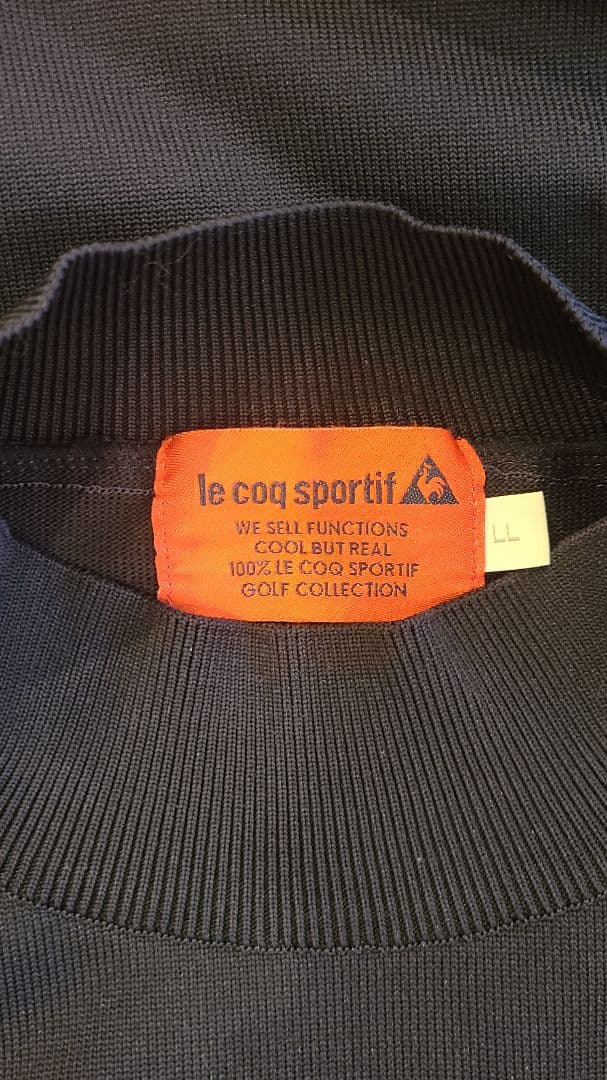 le coq sportif
WE SELL FUNCTIONS
COOL BUT REAL
100% LE COQ SPORTIF
GOLF COLLECTION
LL